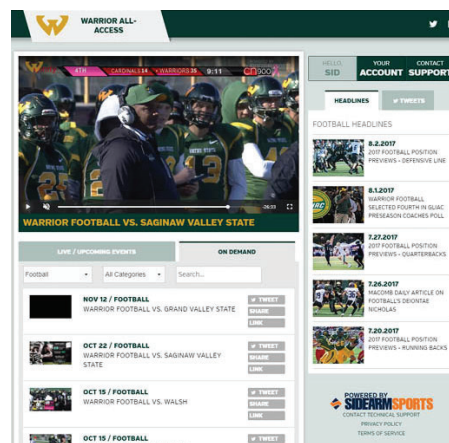 WARRIOR ALL-
ACCESS
4TH CARDINALS 14 WARRIORS 35 9:11 CN900
-26:33
WARRIOR FOOTBALL VS. SAGINAW VALLEY STATE
LIVE / UPCOMING EVENTS
ON DEMAND
Football
All Categories
Search...
NOV 12 / FOOTBALL
WARRIOR FOOTBALL VS. GRAND VALLEY STATE
TWEET
SHARE
LINK
OCT 22 / FOOTBALL
WARRIOR FOOTBALL VS. SAGINAW VALLEY
STATE
TWEET
SHARE
LINK
OCT 15 / FOOTBALL
WARRIOR FOOTBALL VS. WALSH
TWEET
SHARE
LINK
OCT 15 / FOOTBALL
TWEET
HELLO,
SID
YOUR
ACCOUNT
CONTACT
SUPPORT
HEADLINES
TWEETS
FOOTBALL HEADLINES
8.2.2017
2017 FOOTBALL POSITION
PREVIEWS - DEFENSIVE LINE
8.1.2017
WARRIOR FOOTBALL
SELECTED FOURTH IN GLIAC
PRESEASON COACHES POLL
7.27.2017
2017 FOOTBALL POSITION
PREVIEWS - QUARTERBACKS
7.26.2017
MACOMB DAILY ARTICLE ON
FOOTBALL'S DEIONTAE
NICHOLAS
7.20.2017
2017 FOOTBALL POSITION
PREVIEWS - RUNNING BACKS
POWERED BY
SIDEARMSPORTS
CONTACT TECHNICAL SUPPORT
PRIVACY POLICY
TERMS OF SERVICE